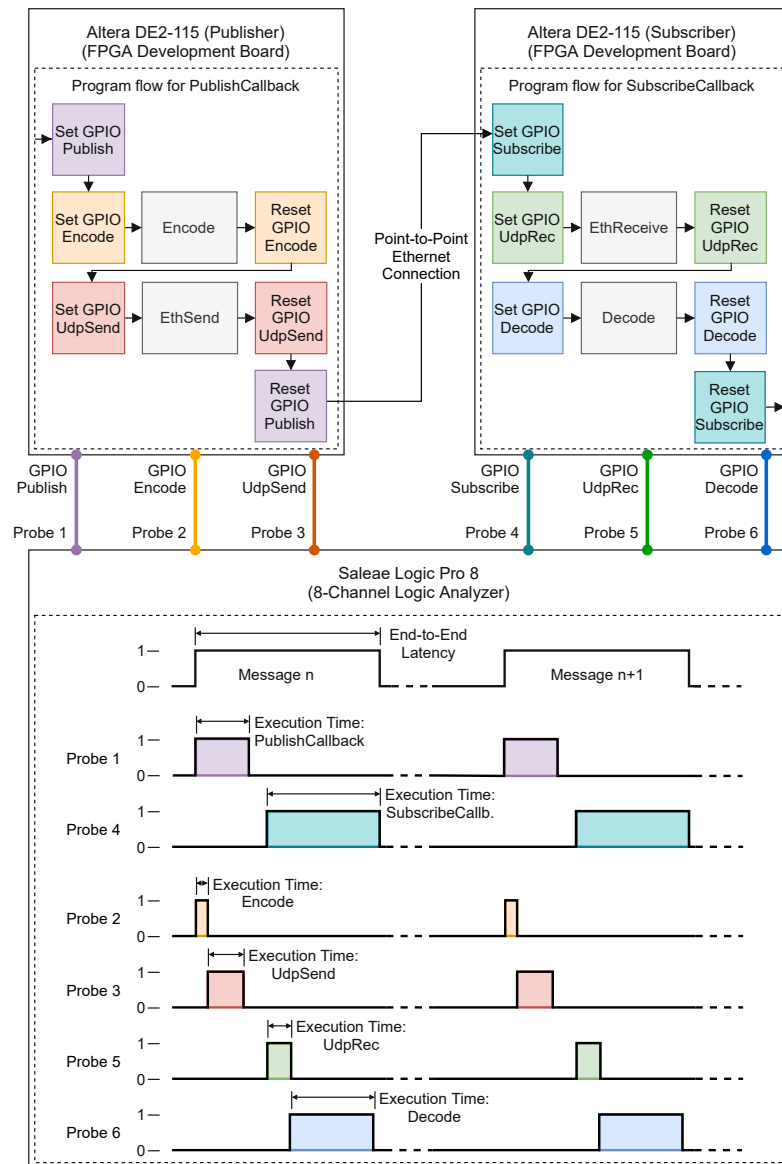 Altera DE2-115 (Publisher)
(FPGA Development Board)
Program flow for PublishCallback
Set GPIO
Publish
Set GPIO
Encode
Encode
Reset
GPIO
Encode
Set GPIO
UdpSend
EthSend
Reset
GPIO
UdpSend
Reset
GPIO
Publish
Point-to-Point
Ethernet
Connection
Altera DE2-115 (Subscriber)
(FPGA Development Board)
Program flow for SubscribeCallback
Set GPIO
Subscribe
Set GPIO
UdpRec
EthReceive
Reset
GPIO
UdpRec
Set GPIO
Decode
Decode
Reset
GPIO
Decode
Reset
GPIO
Subscribe
GPIO
Publish
GPIO
Encode
GPIO
UdpSend
GPIO
Subscribe
GPIO
UdpRec
GPIO
Decode
Probe 1
Probe 2
Probe 3
Probe 4
Probe 5
Probe 6
Saleae Logic Pro 8
(8-Channel Logic Analyzer)
End-to-End
Latency
1
0
Message n
Message n+1
Probe 1
1
0
Execution Time:
PublishCallback
Probe 4
1
0
Execution Time:
SubscribeCallb.
Probe 2
1
0
Execution Time:
Encode
Probe 3
1
0
Execution Time:
UdpSend
Probe 5
1
0
Execution Time:
UdpRec
Probe 6
1
0
Execution Time:
Decode